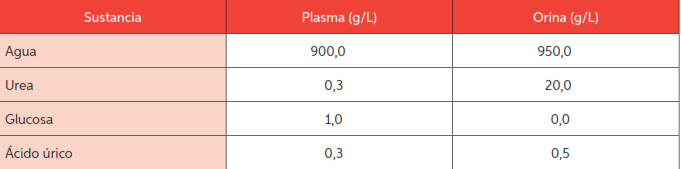 Sustancia Plasma (g/L) Orina (g/L)
Agua 900,0 950,0
Urea 0,3 20,0
Glucosa 1,0 0,0
Ácido úrico 0,3 0,5